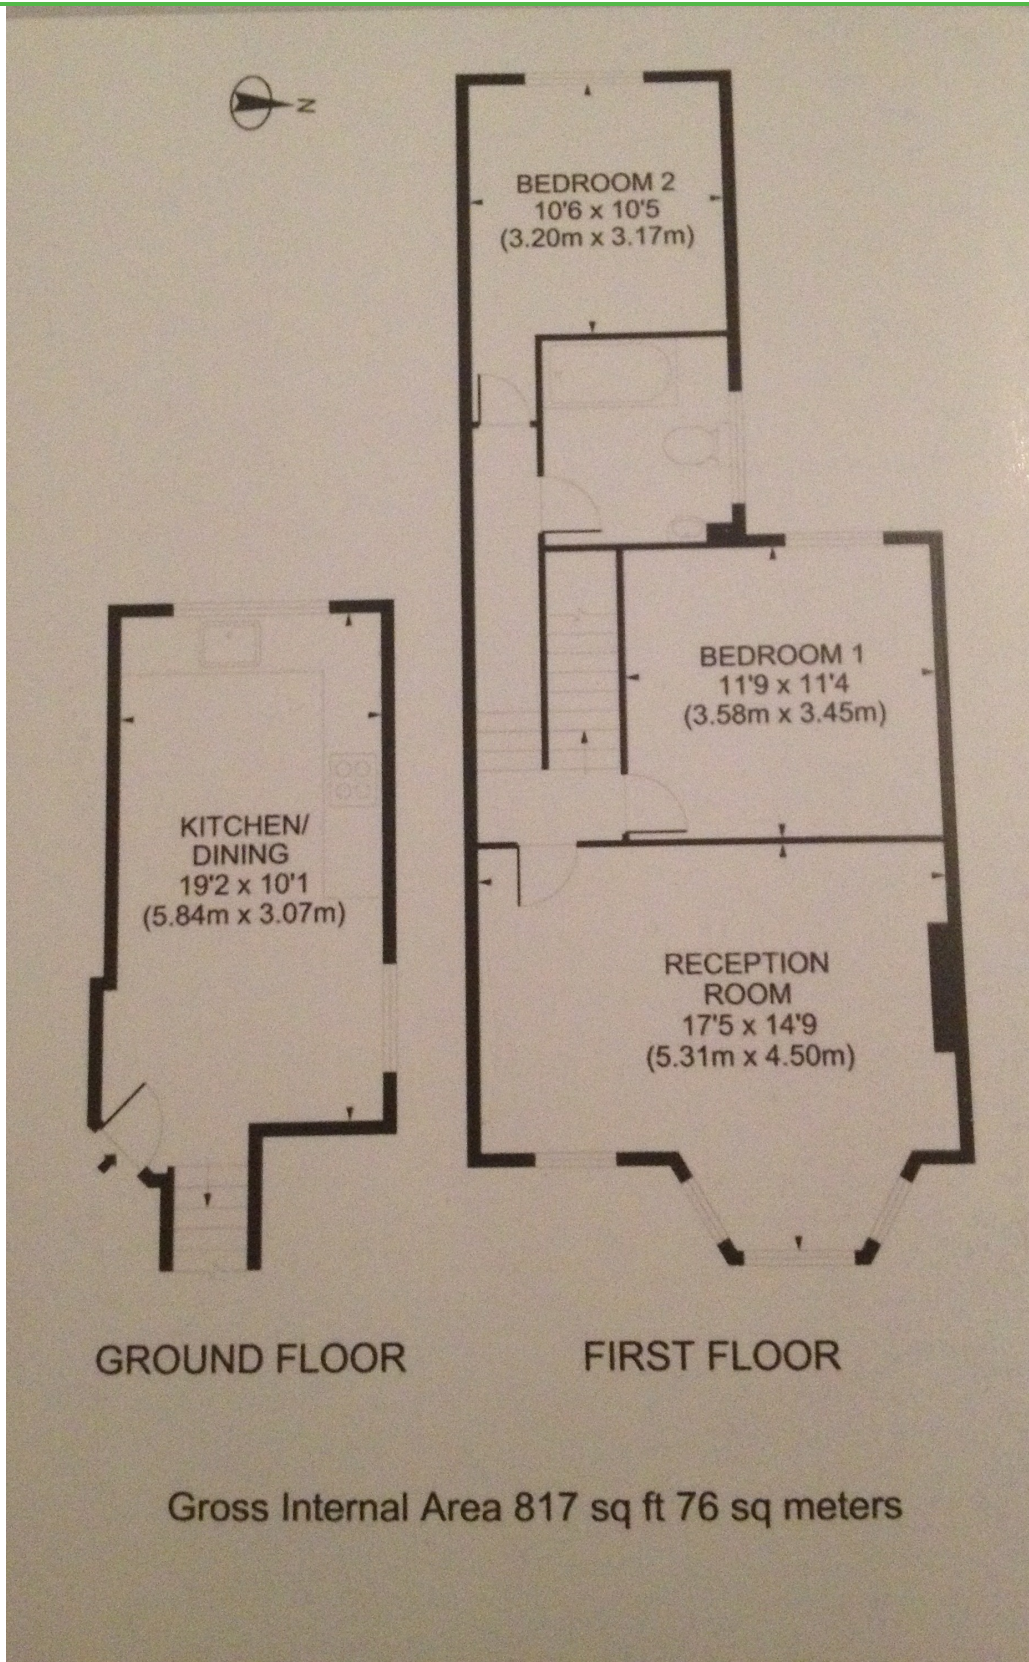 N
BEDROOM 2
10'6 x 10'5
(3.20m x 3.17m)
BEDROOM 1
11'9 x 11'4
(3.58m x 3.45m)
KITCHEN/
DINING
19'2 x 10'1
(5.84m x 3.07m)
RECEPTION
ROOM
17'5 x 14'9
(5.31m x 4.50m)
GROUND FLOOR
FIRST FLOOR
Gross Internal Area 817 sq ft 76 sq meters